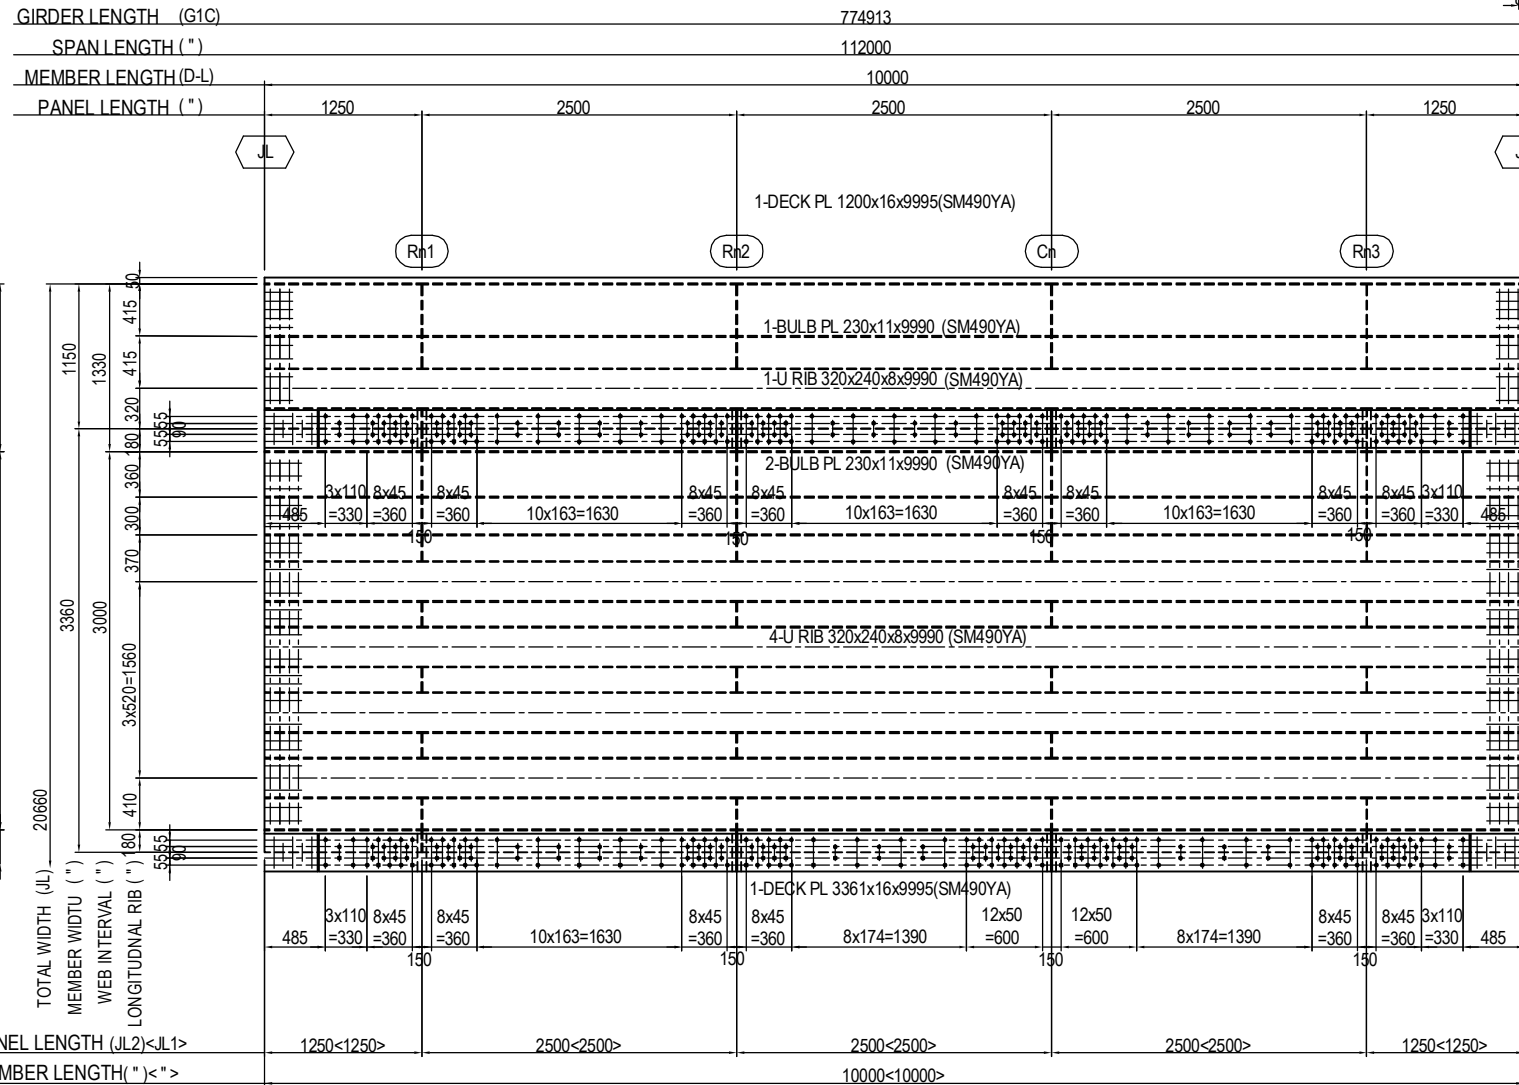 GIRDER LENGTH (G1C) 774913
SPAN LENGTH ( " ) 112000
MEMBER LENGTH (D-L) 10000
PANEL LENGTH ( " ) 1250 2500 2500 2500 1250
JL
1-DECK PL 1200x16x9995(SM490YA)
Rn1 Rn2 Cn Rn3
50
415
415
320
180
360
300
370
3x520=1560
410
180
1150
1330
3360
3000
20660
5555
90
5555
90
1-BULB PL 230x11x9990 (SM490YA)
1-U RIB 320x240x8x9990 (SM490YA)
2-BULB PL 230x11x9990 (SM490YA)
3x110 8x45 8x45 8x45 8x45 8x45 8x45 8x45 8x45 3x110
485 =330 =360 =360 10x163=1630 =360 =360 10x163=1630 =360 =360 10x163=1630 =360 =360 =330 485
150 150 150 150
4-U RIB 320x240x8x9990 (SM490YA)
1-DECK PL 3361x16x9995(SM490YA)
3x110 8x45 8x45 8x45 8x45 12x50 12x50 8x45 8x45 3x110
485 =330 =360 =360 10x163=1630 =360 =360 8x174=1390 =600 =600 8x174=1390 =360 =360 =330 485
150 150 150 150
TOTAL WIDTH (JL)
MEMBER WIDTU ( " )
WEB INTERVAL ( " )
LONGITUDNAL RIB ( " )
NEL LENGTH (JL2)<JL1> 1250<1250> 2500<2500> 2500<2500> 2500<2500> 1250<1250>
MBER LENGTH( " )< " > 10000<10000>